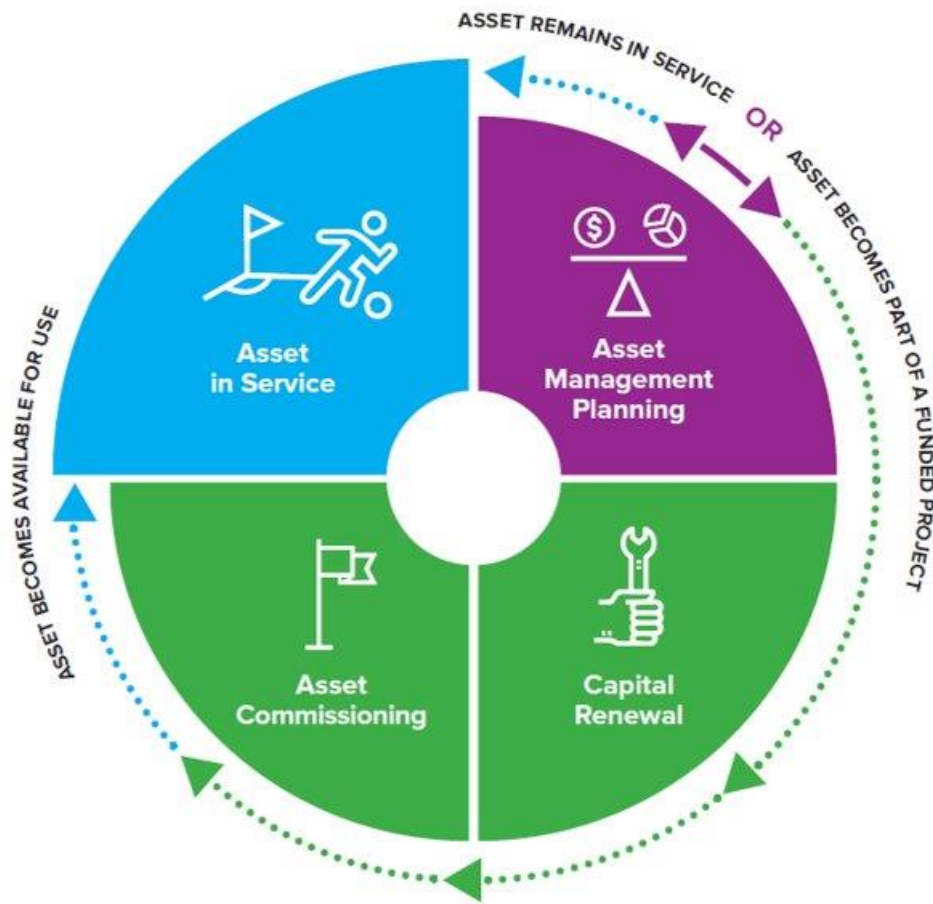 ASSET REMAINS IN SERVICE OR ASSET BECOMES PART OF A FUNDED PROJECT
$
Asset
in Service
Asset
Management
Planning
ASSET BECOMES AVAILABLE FOR USE
Asset
Commissioning
Capital
Renewal